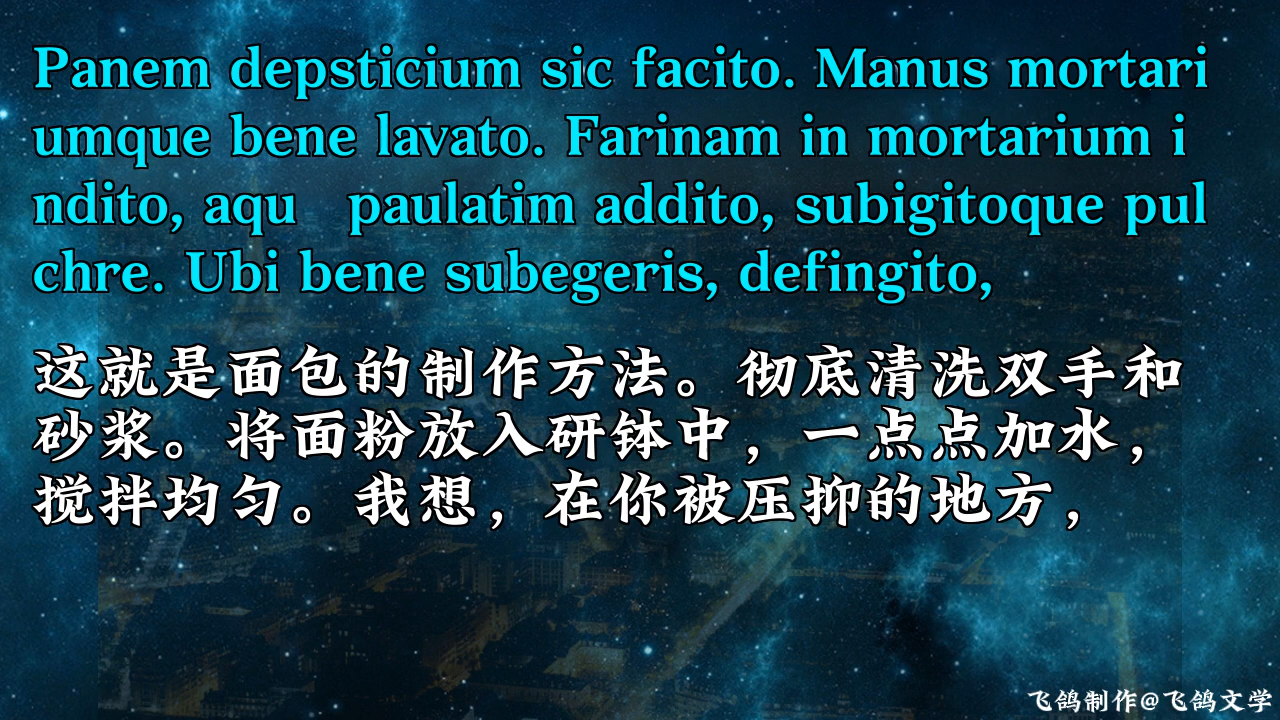 Panem depsticium sic facito. Manus mortari
umque bene lavato. Farinam in mortarium i
ndito, aqu   paulatim addito, subigitoque pul
chre. Ubi bene subegeris, defingito,
这就是面包的制作方法。彻底清洗双手和
砂浆。将面粉放入研钵中，一点点加水，
搅拌均匀。我想，在你被压抑的地方，
飞鸽制作@飞鸽文学